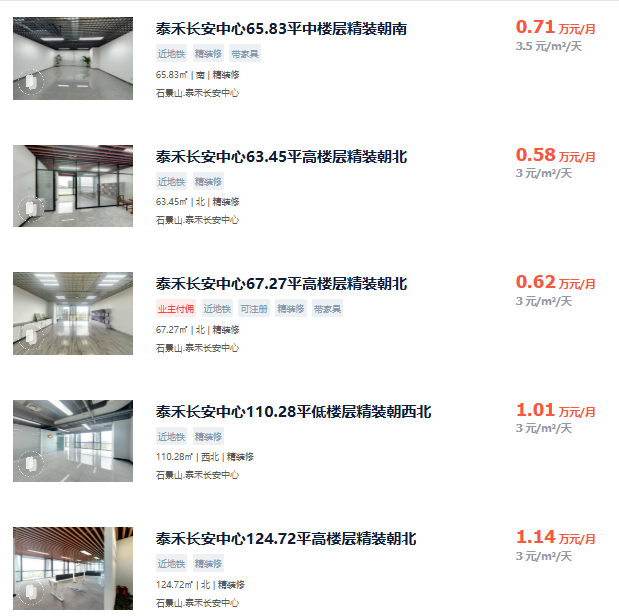 泰禾长安中心65.83平中楼层精装朝南
0.71 万元/月
近地铁 精装修 带家具
3.5 元/m²/天
65.83㎡ | 南 | 精装修
石景山.泰禾长安中心
泰禾长安中心63.45平高楼层精装朝北
0.58 万元/月
近地铁 精装修
3 元/m²/天
63.45㎡ | 北 | 精装修
石景山.泰禾长安中心
泰禾长安中心67.27平高楼层精装朝北
0.62 万元/月
业主付佣 近地铁 可注册 精装修 带家具
3 元/m²/天
67.27㎡ | 北 | 精装修
石景山.泰禾长安中心
泰禾长安中心110.28平低楼层精装朝西北
1.01 万元/月
近地铁 精装修
3 元/m²/天
110.28㎡ | 西北 | 精装修
石景山.泰禾长安中心
泰禾长安中心124.72平高楼层精装朝北
1.14 万元/月
近地铁 精装修
3 元/m²/天
124.72㎡ | 北 | 精装修
石景山.泰禾长安中心